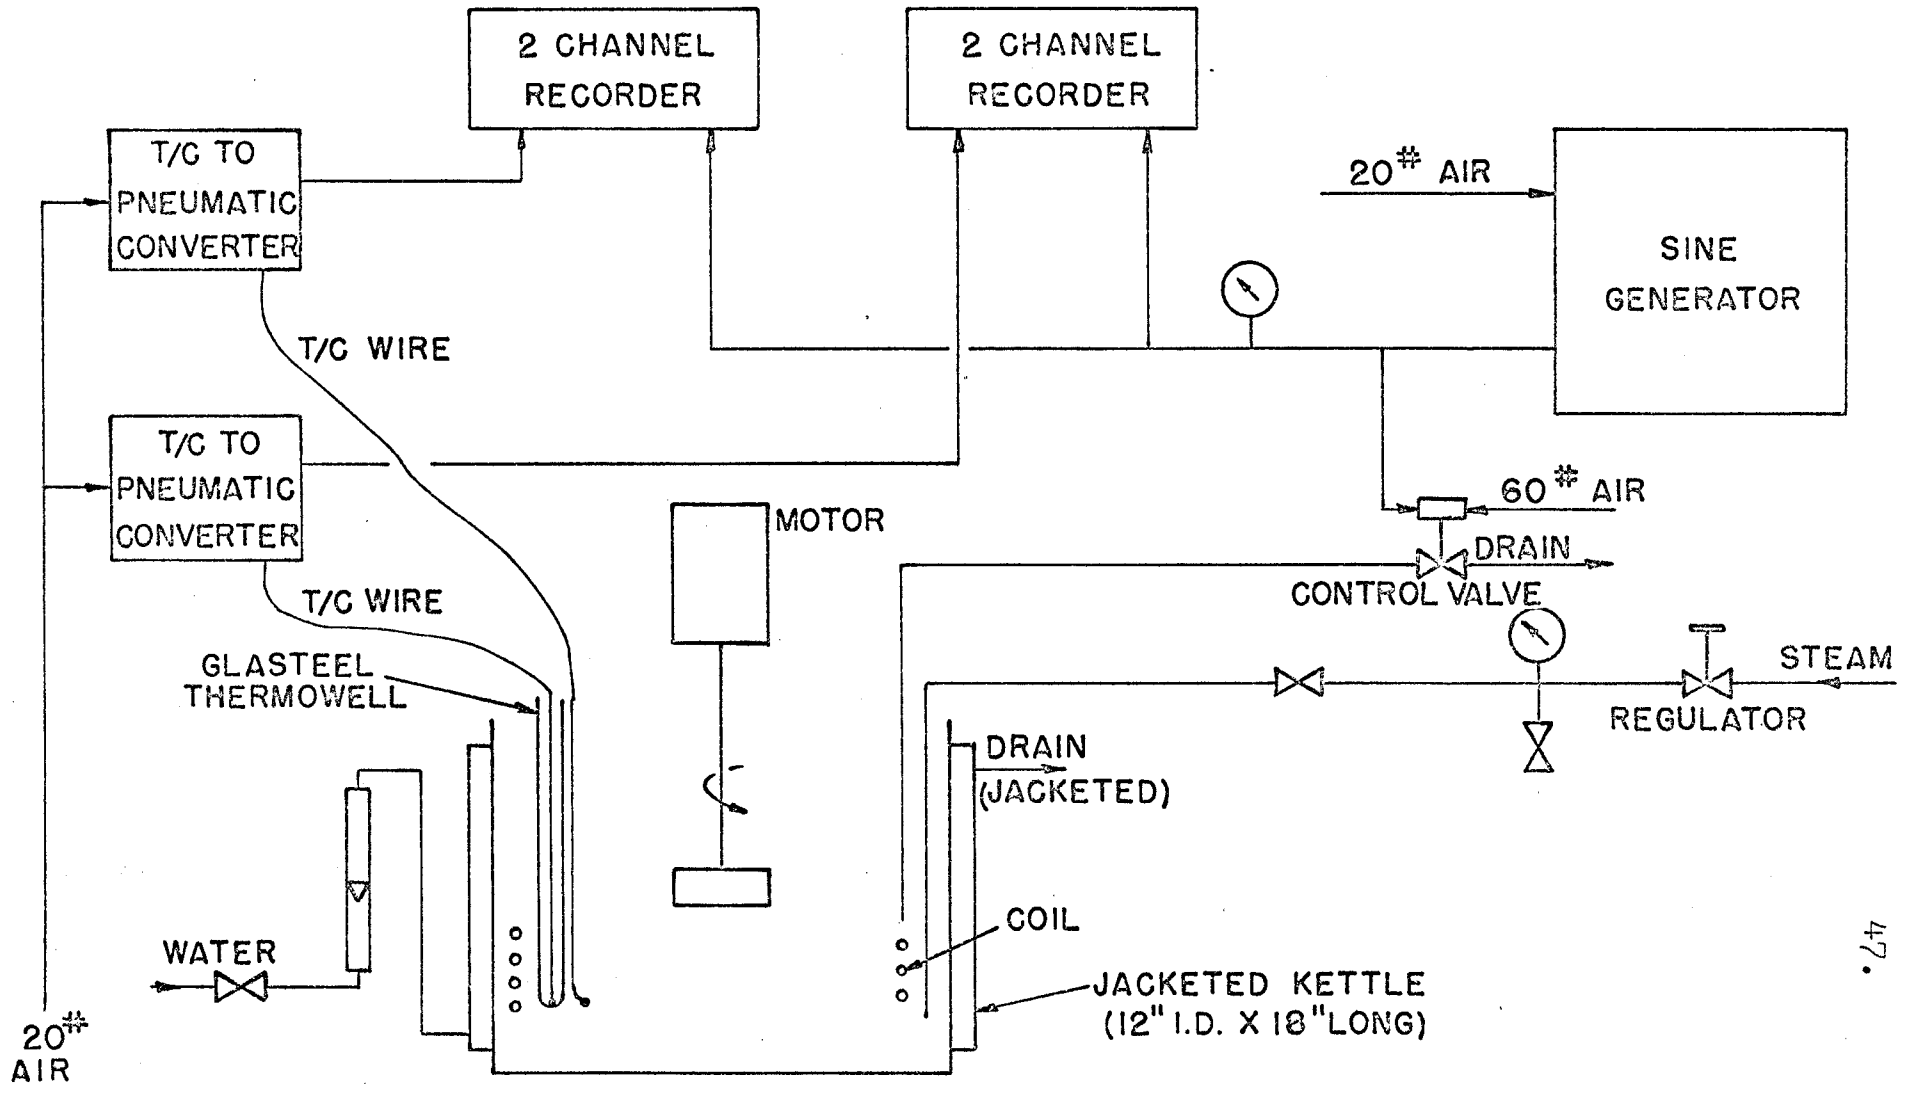 2 CHANNEL
RECORDER
2 CHANNEL
RECORDER
T/C TO
PNEUMATIC
CONVERTER
20# AIR
SINE
GENERATOR
T/C WIRE
T/C TO
PNEUMATIC
CONVERTER
60# AIR
MOTOR
DRAIN
CONTROL VALVE
T/C WIRE
GLASTEEL
THERMOWELL
STEAM
REGULATOR
DRAIN
(JACKETED)
COIL
WATER
JACKETED KETTLE
(12" I.D. X 18" LONG)
20#
AIR
47.